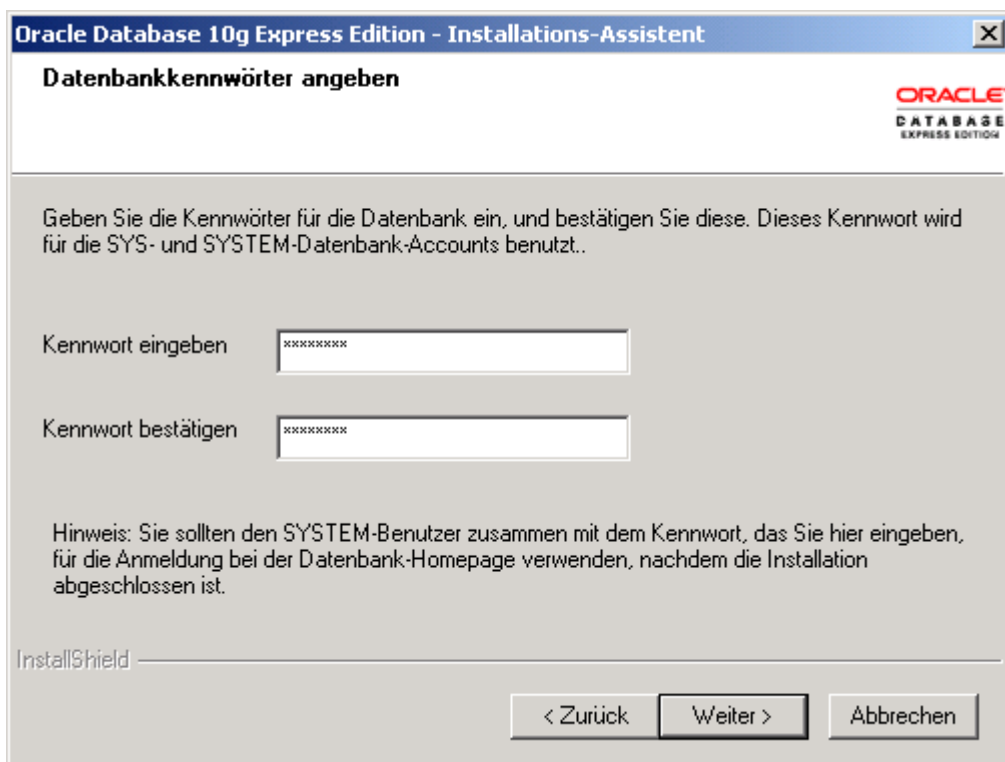 Oracle Database 10g Express Edition - Installations-Assistent
Datenbankkennwörter angeben
ORACLE
DATABASE
EXPRESS EDITION
Geben Sie die Kennwörter für die Datenbank ein, und bestätigen Sie diese. Dieses Kennwort wird
für die SYS- und SYSTEM-Datenbank-Accounts benutzt..
Kennwort eingeben
xxxxxxxx
Kennwort bestätigen
xxxxxxxx
Hinweis: Sie sollten den SYSTEM-Benutzer zusammen mit dem Kennwort, das Sie hier eingeben,
für die Anmeldung bei der Datenbank-Homepage verwenden, nachdem die Installation
abgeschlossen ist.
InstallShield
< Zurück
Weiter >
Abbrechen